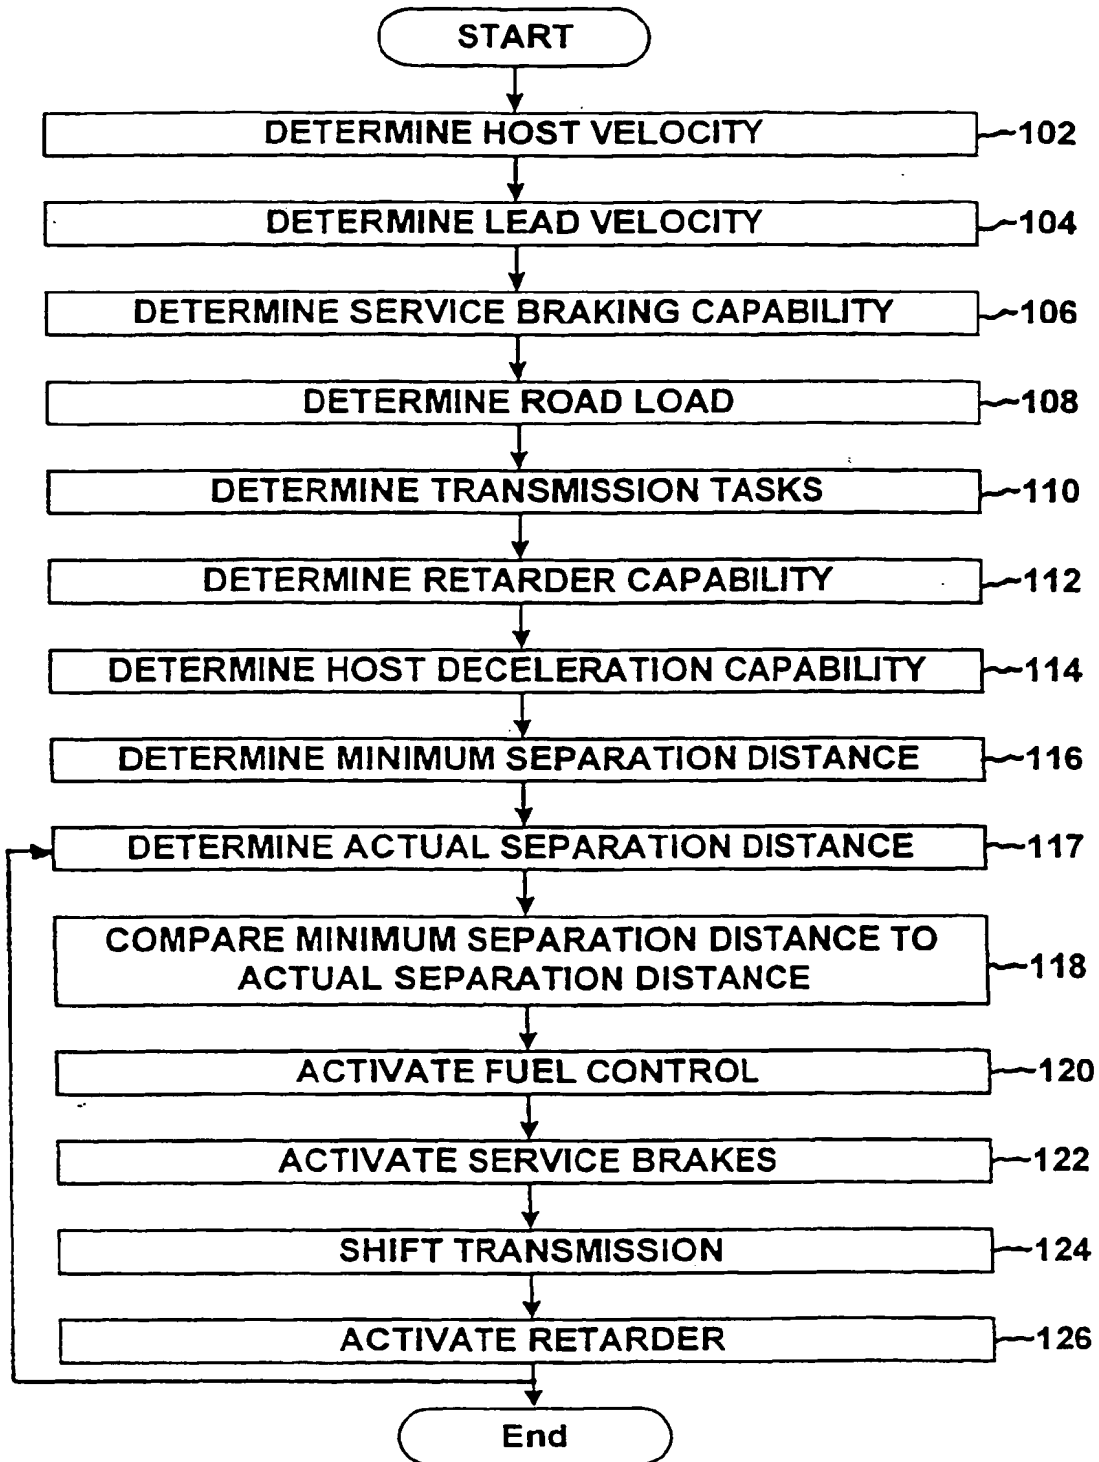 START
DETERMINE HOST VELOCITY 102
DETERMINE LEAD VELOCITY 104
DETERMINE SERVICE BRAKING CAPABILITY 106
DETERMINE ROAD LOAD 108
DETERMINE TRANSMISSION TASKS 110
DETERMINE RETARDER CAPABILITY 112
DETERMINE HOST DECELERATION CAPABILITY 114
DETERMINE MINIMUM SEPARATION DISTANCE 116
DETERMINE ACTUAL SEPARATION DISTANCE 117
COMPARE MINIMUM SEPARATION DISTANCE TO
ACTUAL SEPARATION DISTANCE 118
ACTIVATE FUEL CONTROL 120
ACTIVATE SERVICE BRAKES 122
SHIFT TRANSMISSION 124
ACTIVATE RETARDER 126
End